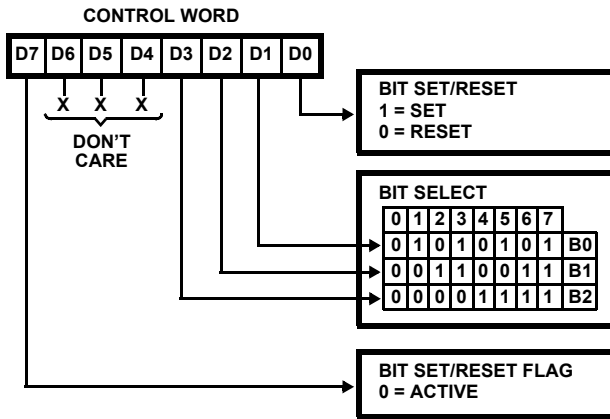 CONTROL WORD
D7 D6 D5 D4 D3 D2 D1 D0
X X X
DON'T
CARE
BIT SET/RESET
1 = SET
0 = RESET
BIT SELECT
0 1 2 3 4 5 6 7
0 1 0 1 0 1 0 1 B0
0 0 1 1 0 0 1 1 B1
0 0 0 0 1 1 1 1 B2
BIT SET/RESET FLAG
0 = ACTIVE